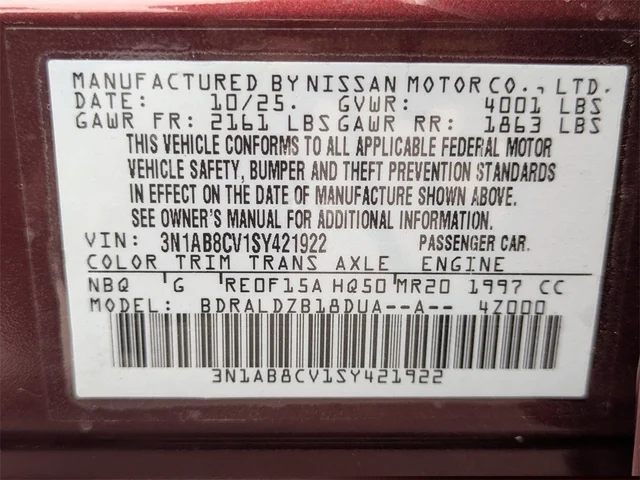 MANUFACTURED BY NISSAN MOTOR CO., LTD.
DATE: 10/25. GVWR: 4001 LBS
GAWR FR: 2161 LBS GAWR RR: 1863 LBS
THIS VEHICLE CONFORMS TO ALL APPLICABLE FEDERAL MOTOR
VEHICLE SAFETY, BUMPER AND THEFT PREVENTION STANDARDS
IN EFFECT ON THE DATE OF MANUFACTURE SHOWN ABOVE.
SEE OWNER'S MANUAL FOR ADDITIONAL INFORMATION.
VIN: 3N1AB8CV1SY421922 PASSENGER CAR.
COLOR TRIM TRANS AXLE ENGINE
NBQ G RE0F15A HQ50 MR20 1997 CC
MODEL: BDRALDZB18DUA--A-- 4Z000
3N1AB8CV1SY421922